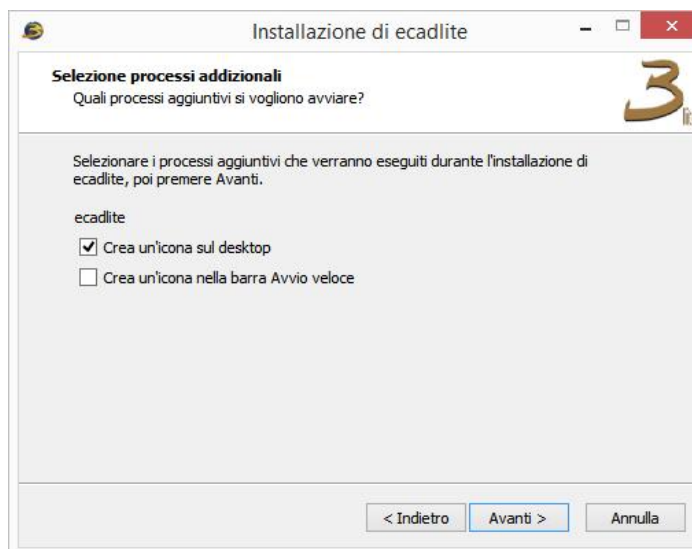 Installazione di ecadlite
Selezione processi addizionali
Quali processi aggiuntivi si vogliono avviare?
3
Selezionare i processi aggiuntivi che verranno eseguiti durante l'installazione di
ecadlite, poi premere Avanti.
ecadlite
Crea un'icona sul desktop
Crea un'icona nella barra Avvio veloce
< Indietro
Avanti >
Annulla